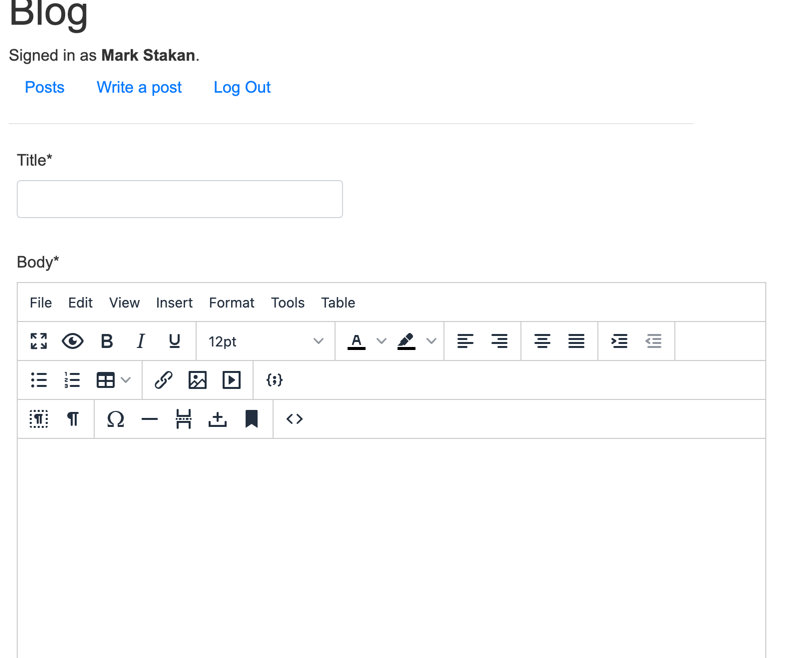 Blog
Signed in as Mark Stakan.
Posts Write a post Log Out
Title*
Body*
File Edit View Insert Format Tools Table
B I U 12pt A
Ω